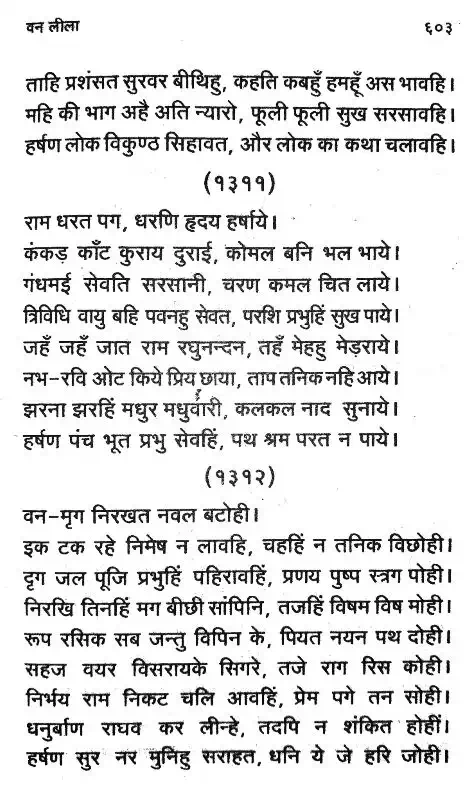 वन लीला ६०३
ताहि प्रशंसत सुरवर बीथिहु, कहति कबहुँ हमहूँ अस भावहि।
महि की भाग अहै अति न्यारो, फूली फूली सुख सरसावहि।
हर्षण लोक विकुण्ठ सिहावत, और लोक का कथा चलावहि।
(१३११)
राम धरत पग, धरणि हृदय हर्षाये।
कंकड़ काँट कुराय दुराई, कोमल बनि भल भाये।
गंधमई सेवति सरसानी, चरण कमल चित लाये।
त्रिविधि वायु बहि पवनहु सेवत, परशि प्रभुहिं सुख पाये।
जहँ जहँ जात राम रघुनन्दन, तहँ मेहहु मेड़राये।
नभ-रवि ओट किये प्रिय छाया, ताप तनिक नहि आये।
झरना झरहिं मधुर मधुवारी, कलकल नाद सुनाये।
हर्षण पंच भूत प्रभु सेवहिं, पथ श्रम परत न पाये।
(१३१२)
वन-मृग निरखत नवल बटोही।
इक टक रहे निमेष न लावहि, चहहिं न तनिक विछोही।
दृग जल पूजि प्रभुहिं पहिरावहिं, प्रणय पुष्प स्त्रग पोही।
निरखि तिनहिं मग बीछी सांपिनि, तजहिं विषम विष मोही।
रूप रसिक सब जन्तु विपिन के, पियत नयन पथ दोही।
सहज वयर विसरायके सिगरे, तजे राग रिस कोही।
निर्भय राम निकट चलि आवहिं, प्रेम पगे तन सोही।
धनुर्बाण राघव कर लीन्हे, तदपि न शंकित होहीं।
हर्षण सुर नर मुनिहु सराहत, धनि ये जे हरि जोही।